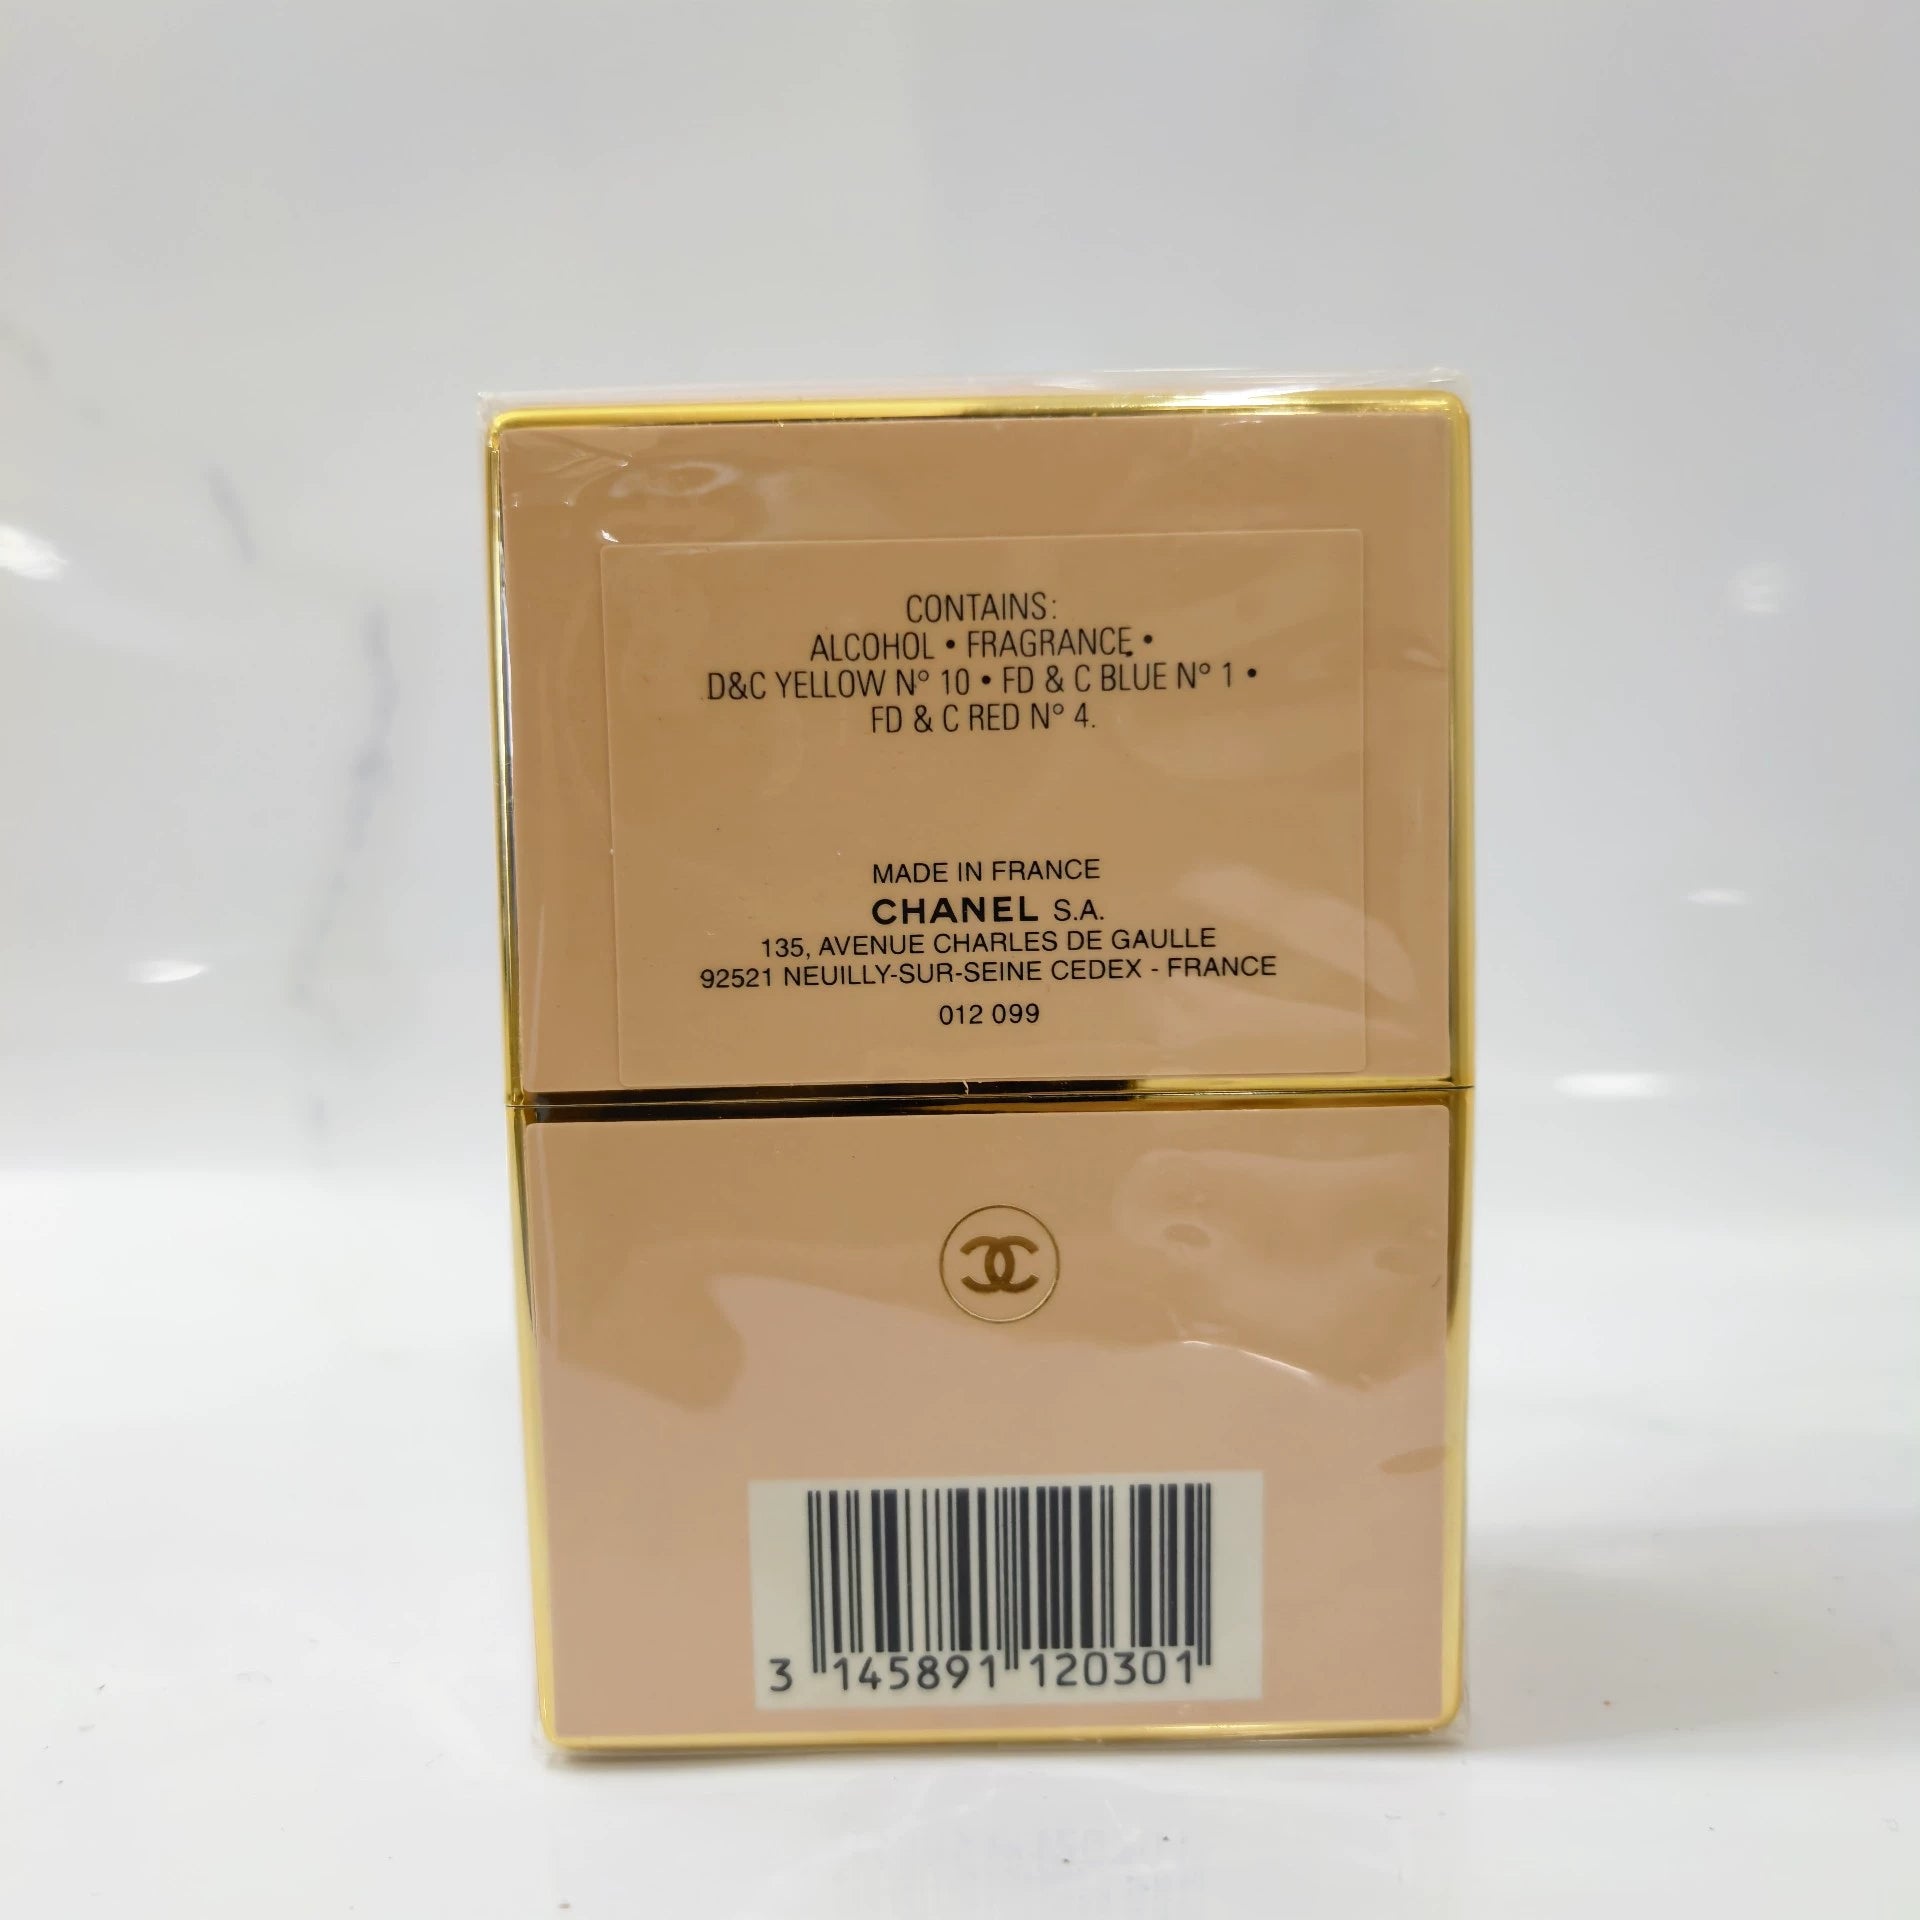 CONTAINS:
ALCOHOL • FRAGRANCE •
D&C YELLOW N° 10 • FD & C BLUE N° 1 •
FD & C RED N° 4.
MADE IN FRANCE
CHANEL S.A.
135, AVENUE CHARLES DE GAULLE
92521 NEUILLY-SUR-SEINE CEDEX - FRANCE
012 099
3 145891 120301